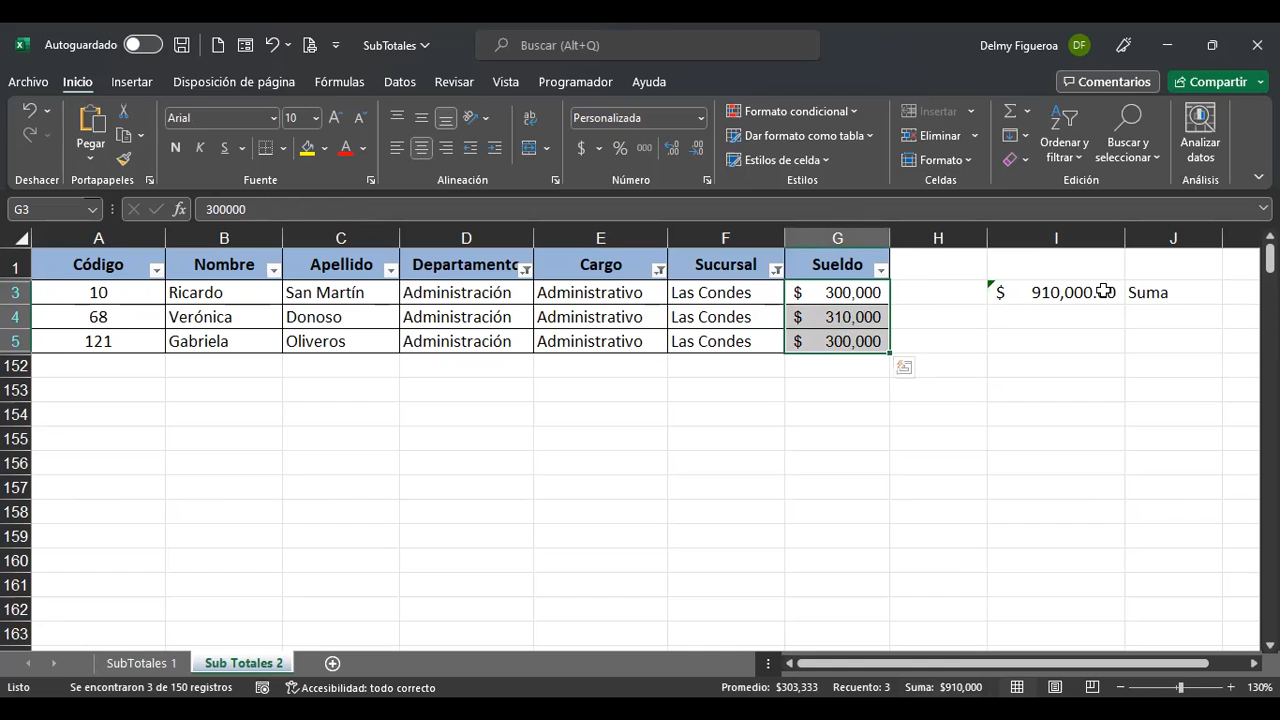 Autoguardado SubTotales Buscar (Alt+Q) Delmy Figueroa DF
Archivo Inicio Insertar Disposición de página Fórmulas Datos Revisar Vista Programador Ayuda Comentarios Compartir
Pegar Arial 10 Personalizada Formato condicional Insertar Ordenar y filtrar Buscar y seleccionar Analizar datos
N K S $ % 000 Dar formato como tabla Eliminar
Estilos de celda Formato
Deshacer Portapapeles Fuente Alineación Número Estilos Celdas Edición Análisis
G3 fx 300000
A B C D E F G H I J
1 Código Nombre Apellido Departamento Cargo Sucursal Sueldo
3 10 Ricardo San Martín Administración Administrativo Las Condes $ 300,000 $ 910,000.00 Suma
4 68 Verónica Donoso Administración Administrativo Las Condes $ 310,000
5 121 Gabriela Oliveros Administración Administrativo Las Condes $ 300,000
152
153
154
155
156
157
158
159
160
161
162
163
SubTotales 1 Sub Totales 2
Listo Se encontraron 3 de 150 registros Accesibilidad: todo correcto Promedio: $303,333 Recuento: 3 Suma: $910,000 130%